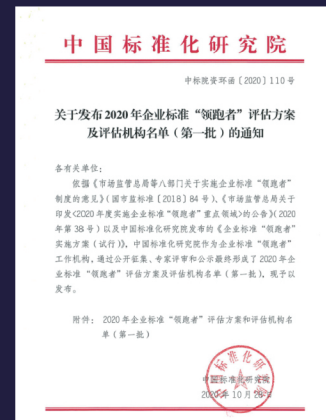 中国标准化研究院
中标院资环函〔2020〕110号
关于发布2020年企业标准“领跑者”评估方案
及评估机构名单（第一批）的通知
各有关单位：
依据《市场监管总局等八部门关于实施企业标准“领跑者”
制度的意见》（国市监标准〔2018〕84号）、《市场监管总局关于
印发<2020年度实施企业标准“领跑者”重点领域>的公告》（2020
年第38号）以及中国标准化研究院发布的《企业标准“领跑者”
实施方案（试行）》，中国标准化研究院作为企业标准“领跑者”
工作机构，通过公开征集、专家评审和公示最终形成了2020年企
业标准“领跑者”评估方案及评估机构名单（第一批），现予以
发布。
附件：2020年企业标准“领跑者”评估方案和评估机构名
单（第一批）
中国标准化研究院
2020年10月28日